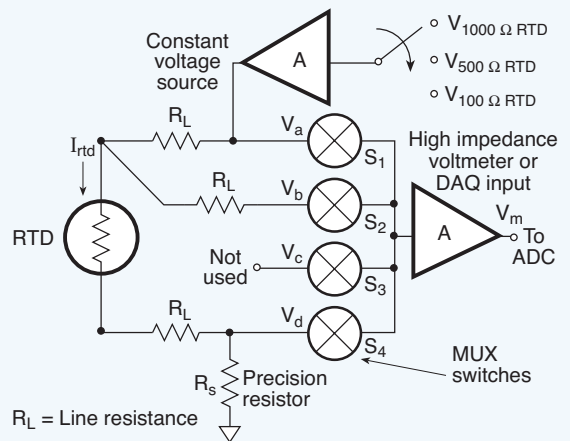 Constant
voltage
source
A
V1000 Ω RTD
V500 Ω RTD
V100 Ω RTD
RL
Va
S1
Irtd
High impedance
voltmeter or
DAQ input
RL
Vb
S2
RTD
A
Vm
To
ADC
Not
used
Vc
S3
RL
Vd
S4
MUX
switches
Rs
Precision
resistor
RL = Line resistance